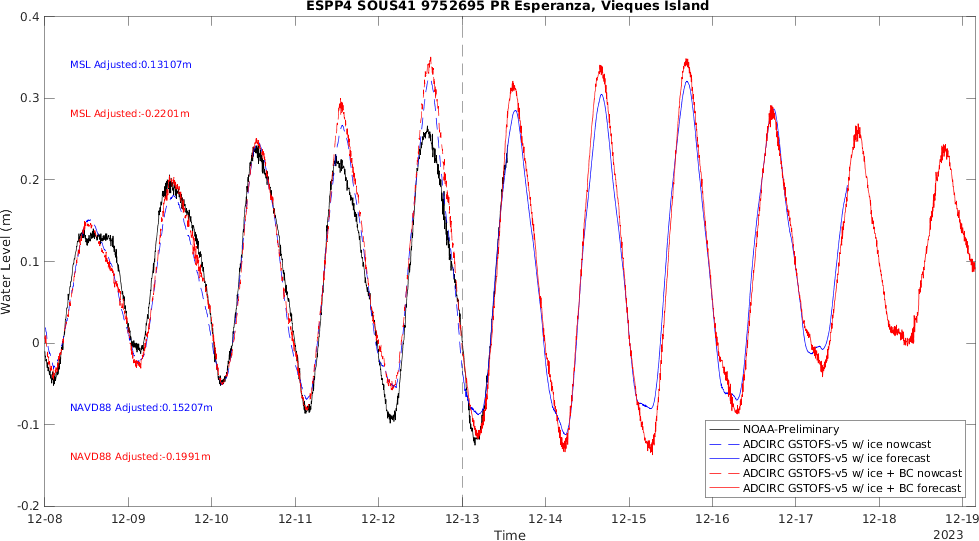 ESPP4 SOUS41 9752695 PR Esperanza, Vieques Island
0.4
0.3
0.2
0.1
0
-0.1
-0.2
Water Level (m)
MSL Adjusted:0.13107m
MSL Adjusted:-0.2201m
NAVD88 Adjusted:0.15207m
NAVD88 Adjusted:-0.1991m
NOAA-Preliminary
ADCIRC GSTOFS-v5 w/ ice nowcast
ADCIRC GSTOFS-v5 w/ ice forecast
ADCIRC GSTOFS-v5 w/ ice + BC nowcast
ADCIRC GSTOFS-v5 w/ ice + BC forecast
12-08 12-09 12-10 12-11 12-12 12-13 12-14 12-15 12-16 12-17 12-18 12-19
Time
2023